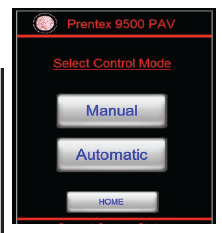 Prentex 9500 PAV
Select Control Mode
Manual
Automatic
HOME